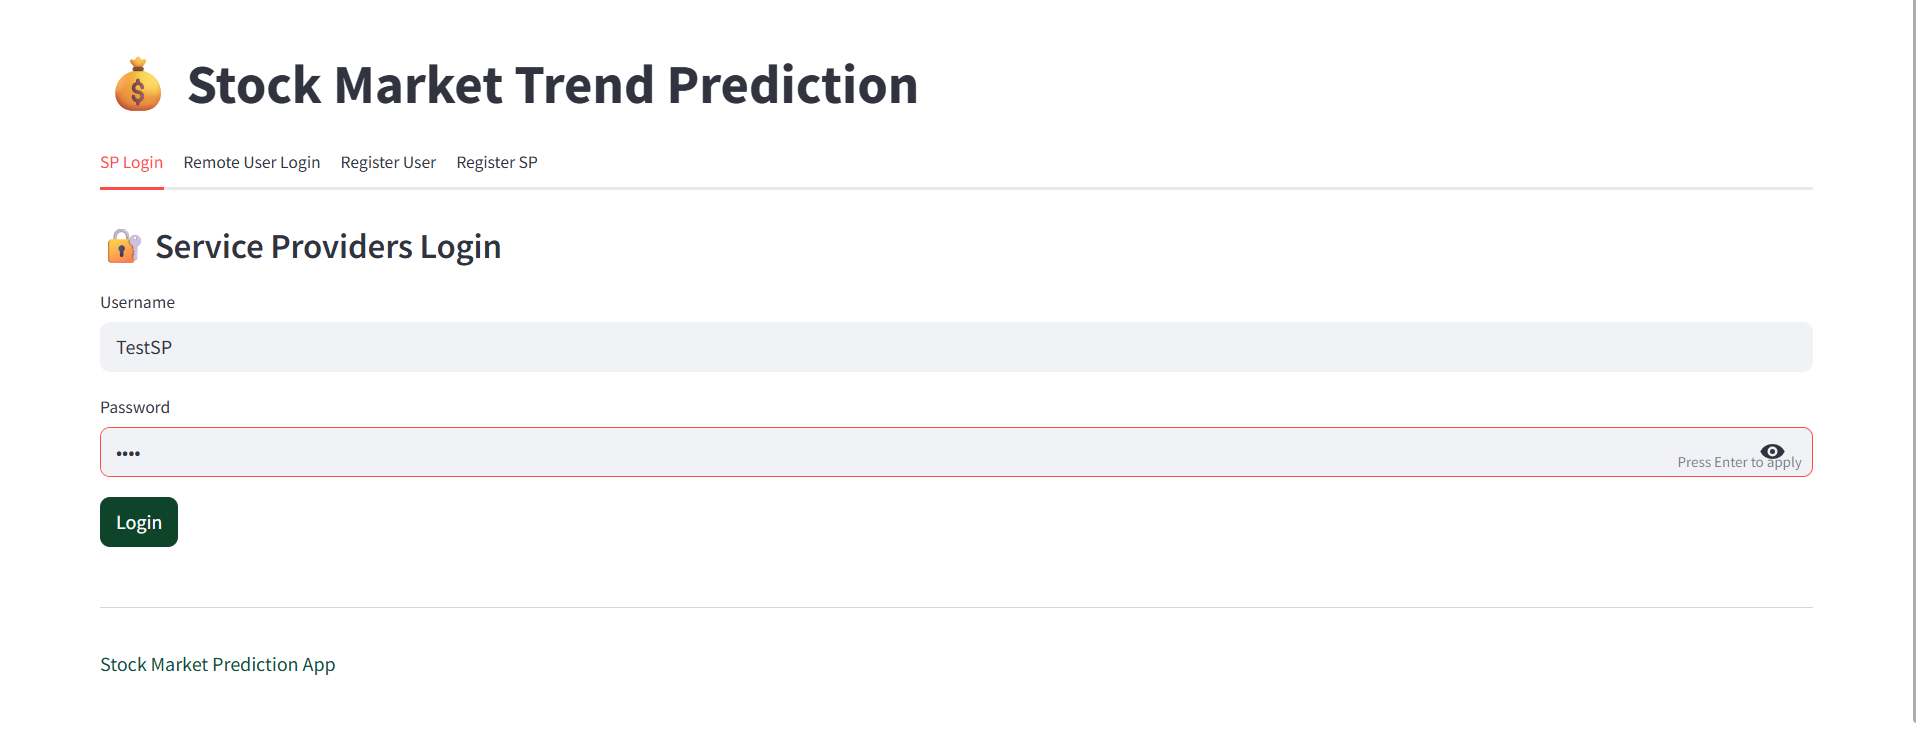 Stock Market Trend Prediction
SP Login Remote User Login Register User Register SP
Service Providers Login
Username
TestSP
Password
••••
Press Enter to apply
Login
Stock Market Prediction App